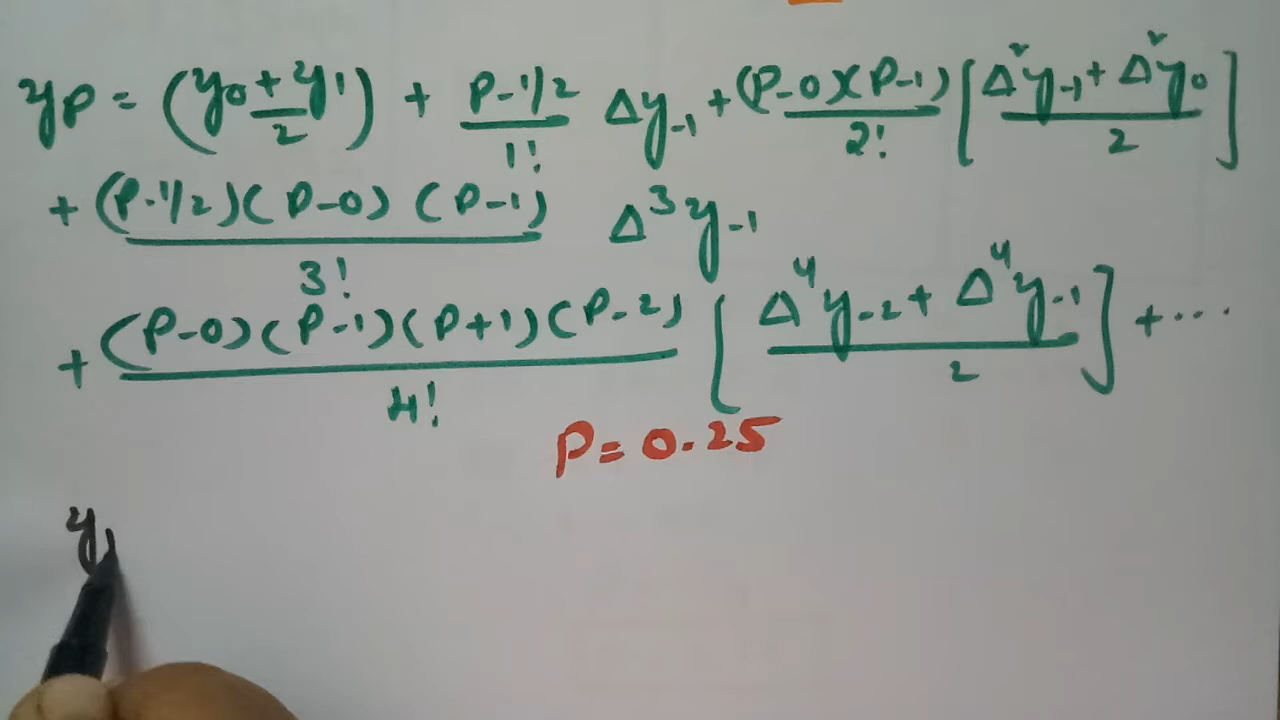 yp = (y0 + y1 / 2) + P-1/2 / 1! Δy-1 + (P-0)(P-1) / 2! [Δ²y-1 + Δ²y0 / 2]
+ (P-1/2)(P-0)(P-1) / 3! Δ³y-1
+ (P-0)(P-1)(P+1)(P-2) / 4! [Δ⁴y-2 + Δ⁴y-1 / 2] + ...
P = 0.25
y